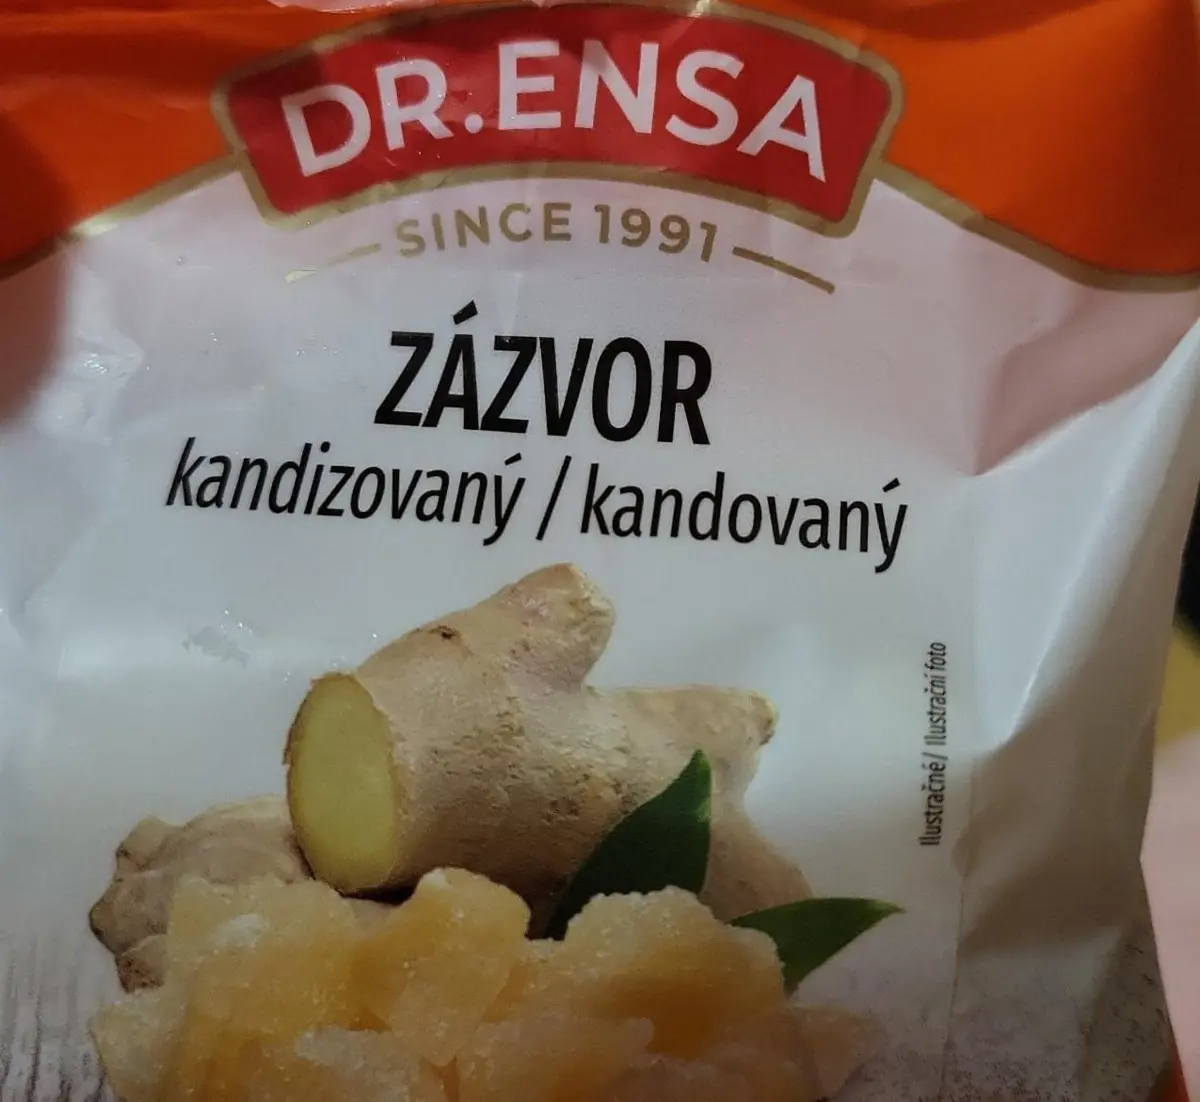 DR.ENSA
SINCE 1991
ZÁZVOR
kandizovaný / kandovaný
Ilustračné/ Ilustrační foto